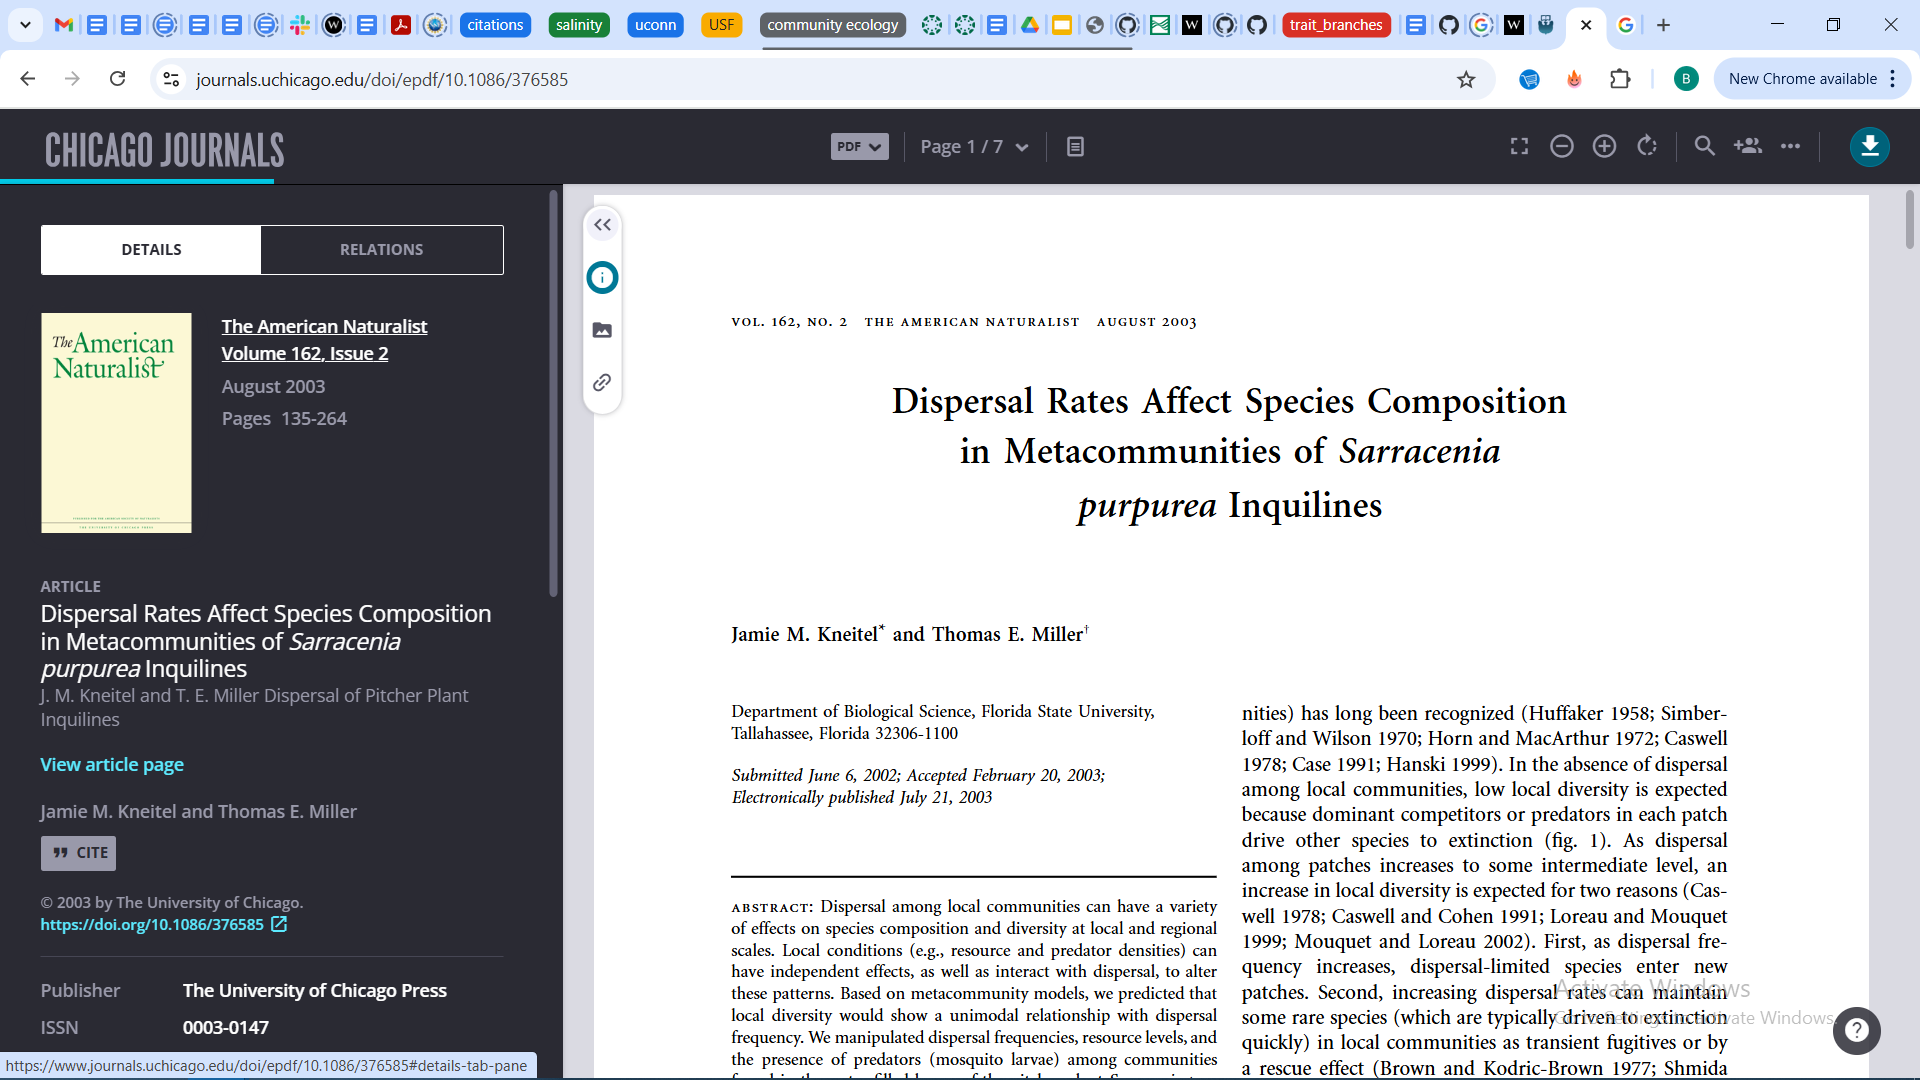 citations
salinity
uconn
USF
community ecology
trait_branches
journals.uchicago.edu/doi/epdf/10.1086/376585
B
New Chrome available
CHICAGO JOURNALS
PDF
Page 1 / 7
DETAILS
RELATIONS
The American
Naturalist
The American Naturalist
Volume 162, Issue 2
August 2003
Pages 135-264
ARTICLE
Dispersal Rates Affect Species Composition
in Metacommunities of Sarracenia
purpurea Inquilines
J. M. Kneitel and T. E. Miller Dispersal of Pitcher Plant
Inquilines
View article page
Jamie M. Kneitel and Thomas E. Miller
CITE
© 2003 by The University of Chicago.
https://doi.org/10.1086/376585
Publisher The University of Chicago Press
ISSN 0003-0147
https://www.journals.uchicago.edu/doi/epdf/10.1086/376585#details-tab-pane
VOL. 162, NO. 2 THE AMERICAN NATURALIST AUGUST 2003
Dispersal Rates Affect Species Composition
in Metacommunities of Sarracenia
purpurea Inquilines
Jamie M. Kneitel* and Thomas E. Miller†
Department of Biological Science, Florida State University,
Tallahassee, Florida 32306-1100
Submitted June 6, 2002; Accepted February 20, 2003;
Electronically published July 21, 2003
ABSTRACT: Dispersal among local communities can have a variety
of effects on species composition and diversity at local and regional
scales. Local conditions (e.g., resource and predator densities) can
have independent effects, as well as interact with dispersal, to alter
these patterns. Based on metacommunity models, we predicted that
local diversity would show a unimodal relationship with dispersal
frequency. We manipulated dispersal frequencies, resource levels, and
the presence of predators (mosquito larvae) among communities
nities) has long been recognized (Huffaker 1958; Simber-
loff and Wilson 1970; Horn and MacArthur 1972; Caswell
1978; Case 1991; Hanski 1999). In the absence of dispersal
among local communities, low local diversity is expected
because dominant competitors or predators in each patch
drive other species to extinction (fig. 1). As dispersal
among patches increases to some intermediate level, an
increase in local diversity is expected for two reasons (Cas-
well 1978; Caswell and Cohen 1991; Loreau and Mouquet
1999; Mouquet and Loreau 2002). First, as dispersal fre-
quency increases, dispersal-limited species enter new
patches. Second, increasing dispersal rates can maintain
some rare species (which are typically driven to extinction
quickly) in local communities as transient fugitives or by
a rescue effect (Brown and Kodric-Brown 1977; Shmida
Activate Windows
Go to Settings to activate Windows.